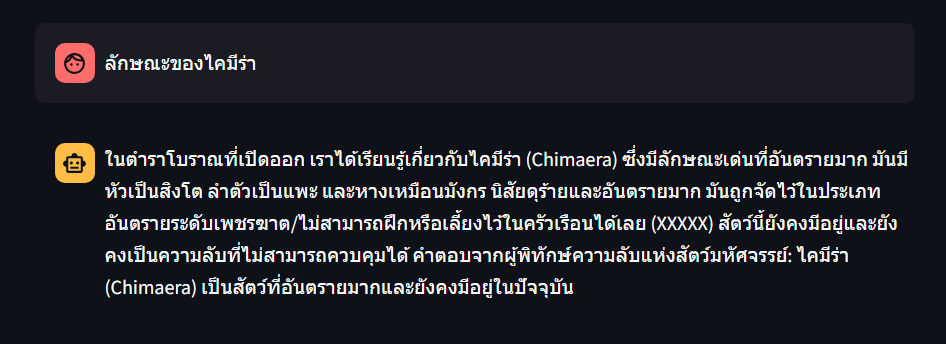 ลักษณะของไคมีร่า
ในตำราโบราณที่เปิดออก เราได้เรียนรู้เกี่ยวกับไคมีร่า (Chimaera) ซึ่งมีลักษณะเด่นที่อันตรายมาก มันมี
หัวเป็นสิงโต ลำตัวเป็นแพะ และหางเหมือนมังกร นิสัยดุร้ายและอันตรายมาก มันถูกจัดไว้ในประเภท
อันตรายระดับเพชรฆาต/ไม่สามารถฝึกหรือเลี้ยงไว้ในครัวเรือนได้เลย (XXXXX) สัตว์นี้ยังคงมีอยู่และยัง
คงเป็นความลับที่ไม่สามารถควบคุมได้ คำตอบจากผู้พิทักษ์ความลับแห่งสัตว์มหัศจรรย์: ไคมีร่า
(Chimaera) เป็นสัตว์ที่อันตรายมากและยังคงมีอยู่ในปัจจุบัน